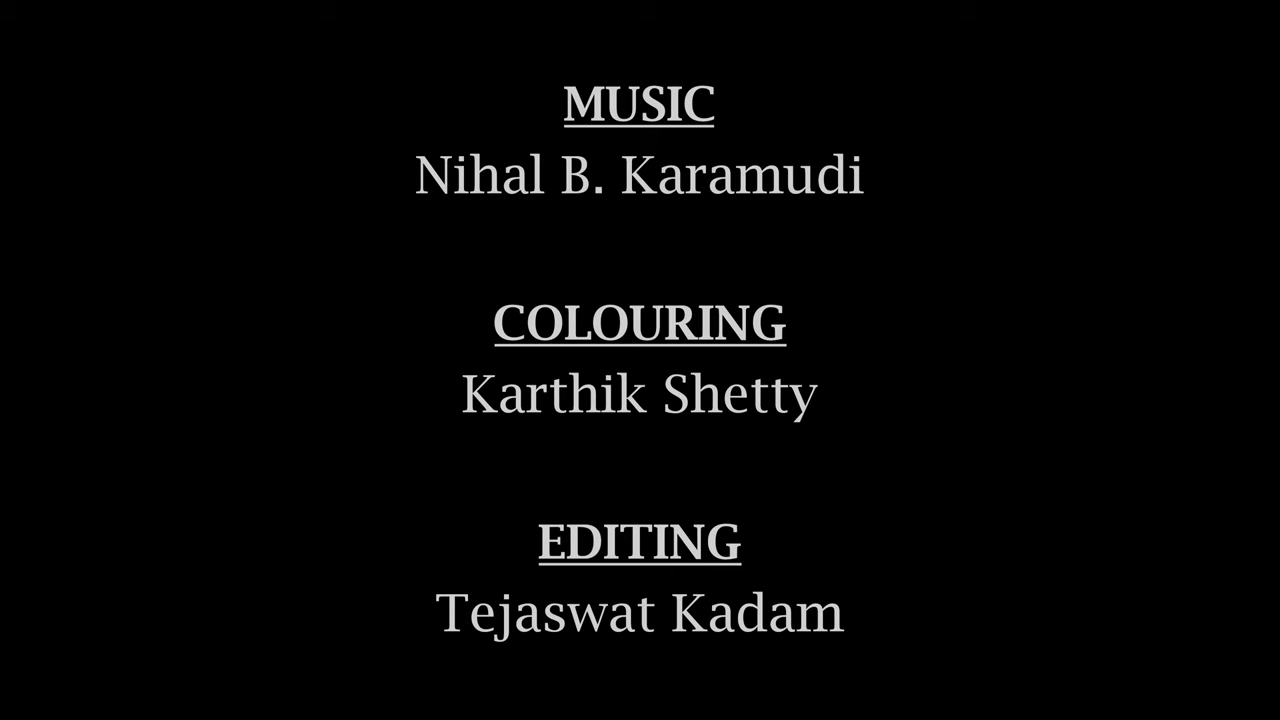 MUSIC
Nihal B. Karamudi
COLOURING
Karthik Shetty
EDITING
Tejaswat Kadam